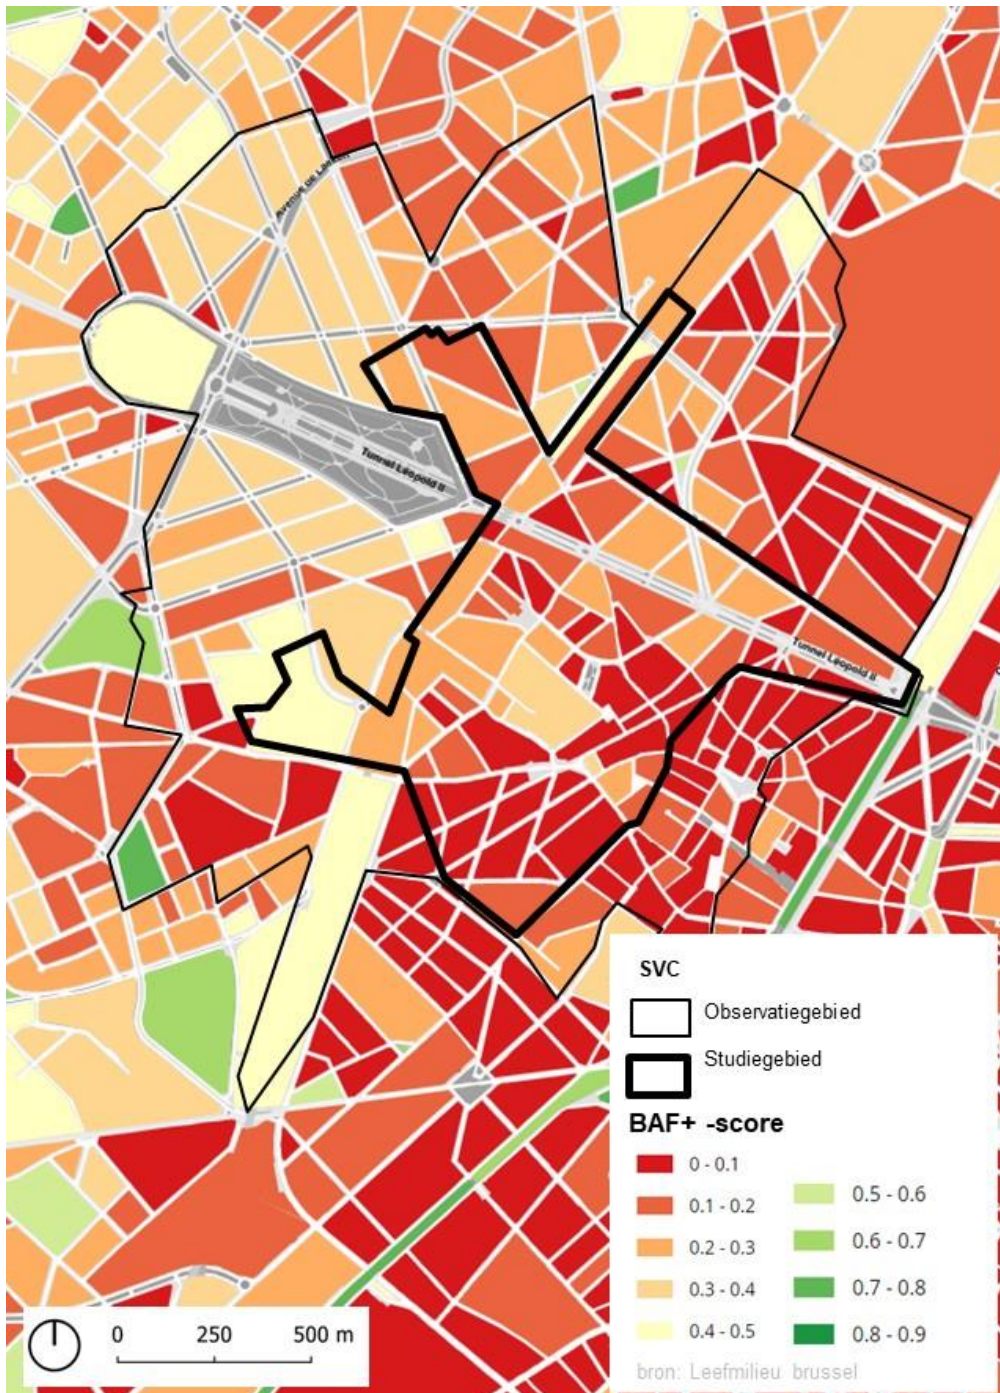 Avenue de Laeken
Tunnel Léopold II
Tunnel Léopold II
SVC
Observatiegebied
Studiegebied
BAF+ -score
0 - 0.1
0.1 - 0.2
0.2 - 0.3
0.3 - 0.4
0.4 - 0.5
0.5 - 0.6
0.6 - 0.7
0.7 - 0.8
0.8 - 0.9
bron: Leefmilieu brussel
0 250 500 m